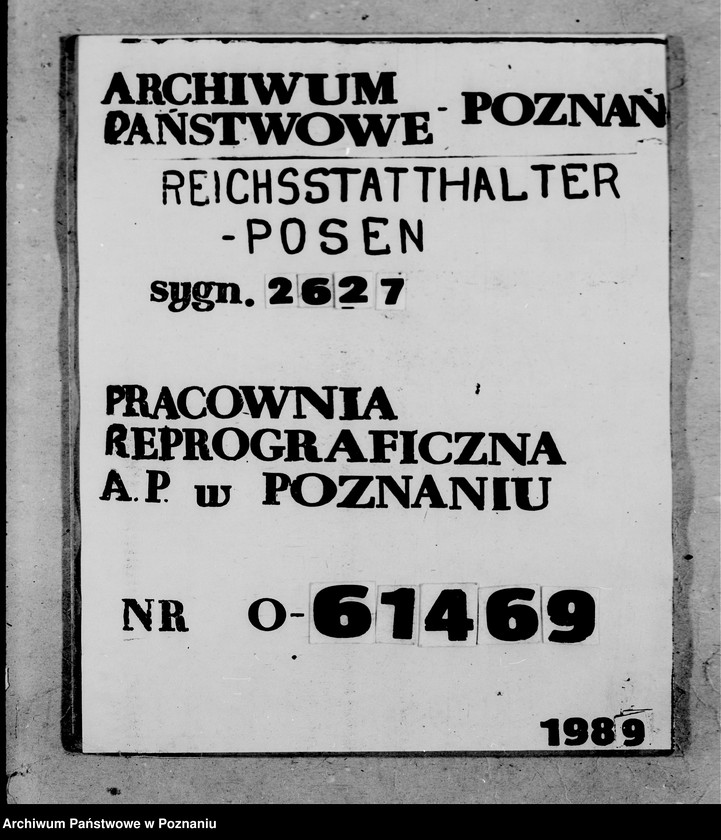 ARCHIWUM
PAŃSTWOWE - POZNAŃ
REICHSSTATTHALTER
-POSEN
sygn. 2627
PRACOWNIA
REPROGRAFICZNA
A.P. w POZNANIU
NR O-61469
1989
Archiwum Państwowe w Poznaniu